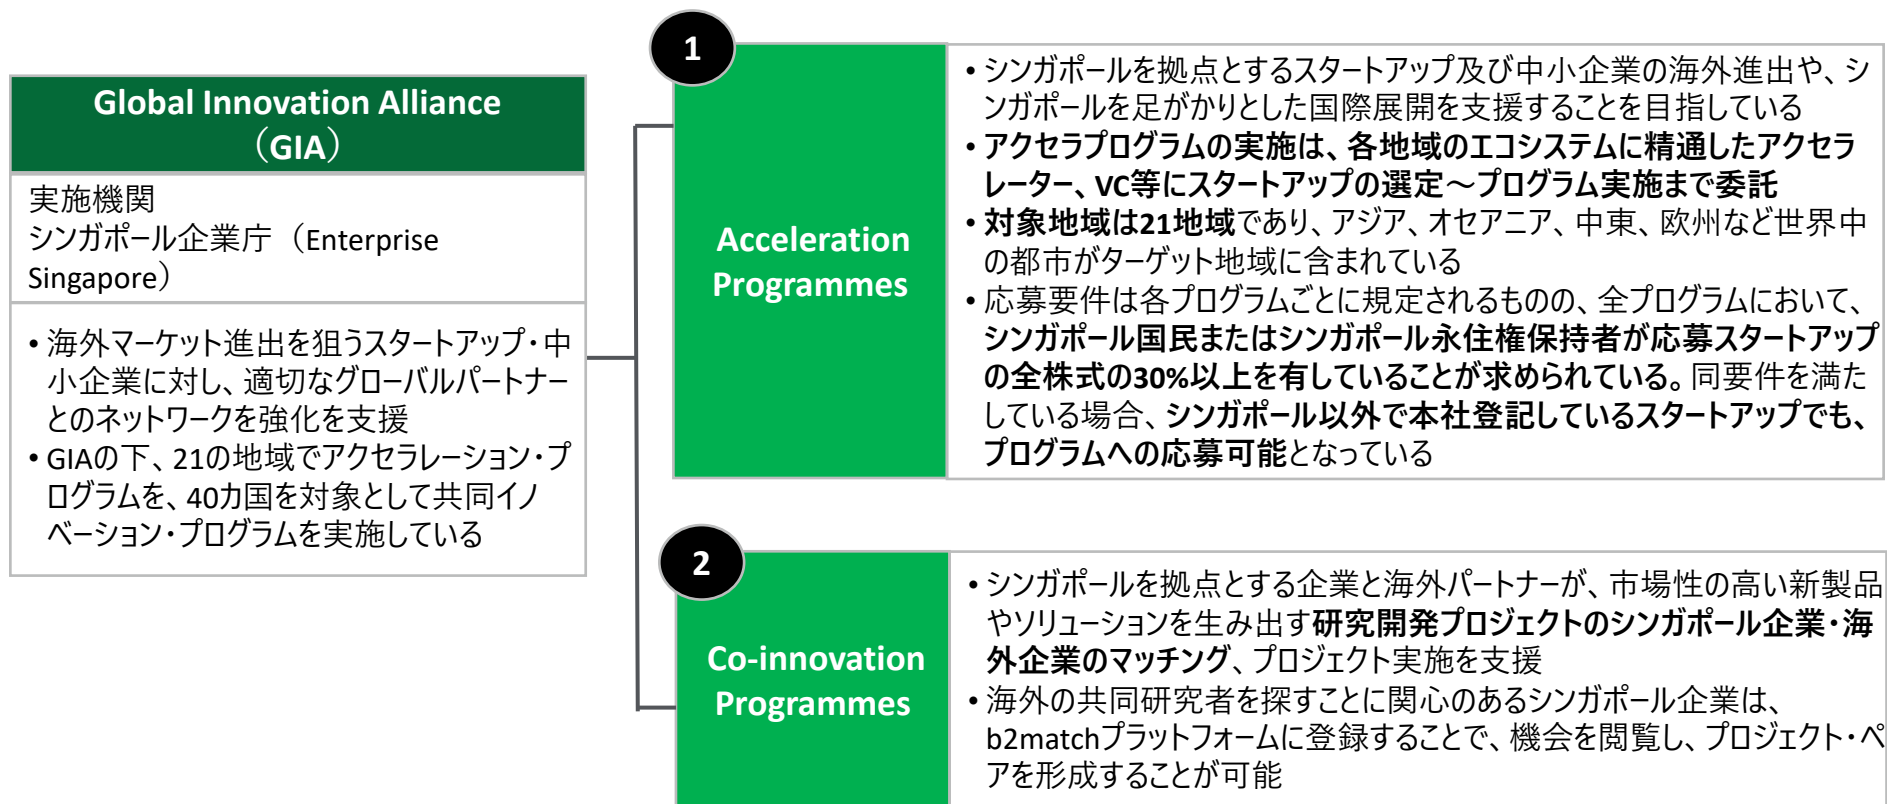 Global Innovation Alliance
（GIA）
実施機関
シンガポール企業庁（Enterprise
Singapore）
• 海外マーケット進出を狙うスタートアップ・中
小企業に対し、適切なグローバルパートナー
とのネットワークを強化を支援
• GIAの下、21の地域でアクセラレーション・プ
ログラムを、40カ国を対象として共同イノ
ベーション・プログラムを実施している
1
Acceleration
Programmes
• シンガポールを拠点とするスタートアップ及び中小企業の海外進出や、シ
ンガポールを足がかりとした国際展開を支援することを目指している
• アクセラプログラムの実施は、各地域のエコシステムに精通したアクセラ
レーター、VC等にスタートアップの選定～プログラム実施まで委託
• 対象地域は21地域であり、アジア、オセアニア、中東、欧州など世界中
の都市がターゲット地域に含まれている
• 応募要件は各プログラムごとに規定されるものの、全プログラムにおいて、
シンガポール国民またはシンガポール永住権保持者が応募スタートアップ
の全株式の30%以上を有していることが求められている。同要件を満た
している場合、シンガポール以外で本社登記しているスタートアップでも、
プログラムへの応募可能となっている
2
Co-innovation
Programmes
• シンガポールを拠点とする企業と海外パートナーが、市場性の高い新製品
やソリューションを生み出す研究開発プロジェクトのシンガポール企業・海
外企業のマッチング、プロジェクト実施を支援
• 海外の共同研究者を探すことに関心のあるシンガポール企業は、
b2matchプラットフォームに登録することで、機会を閲覧し、プロジェクト・ペ
アを形成することが可能